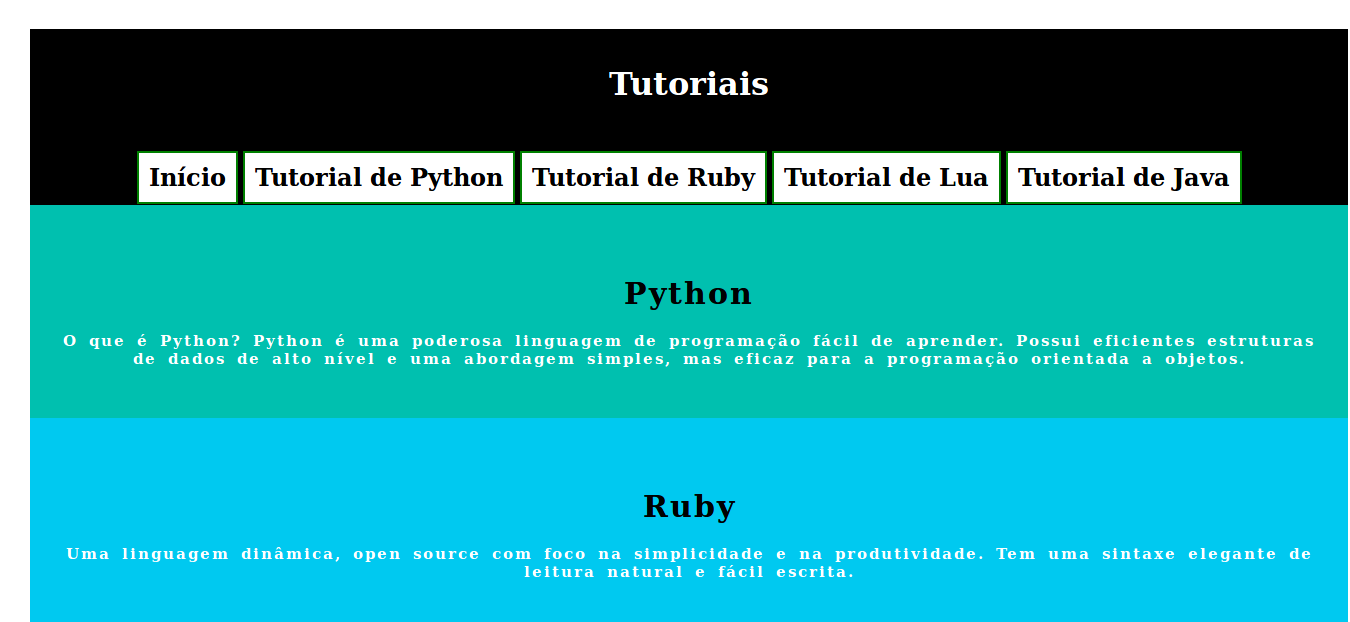 Tutoriais
Início Tutorial de Python Tutorial de Ruby Tutorial de Lua Tutorial de Java
Python
O que é Python? Python é uma poderosa linguagem de programação fácil de aprender. Possui eficientes estruturas
de dados de alto nível e uma abordagem simples, mas eficaz para a programação orientada a objetos.
Ruby
Uma linguagem dinâmica, open source com foco na simplicidade e na produtividade. Tem uma sintaxe elegante de
leitura natural e fácil escrita.